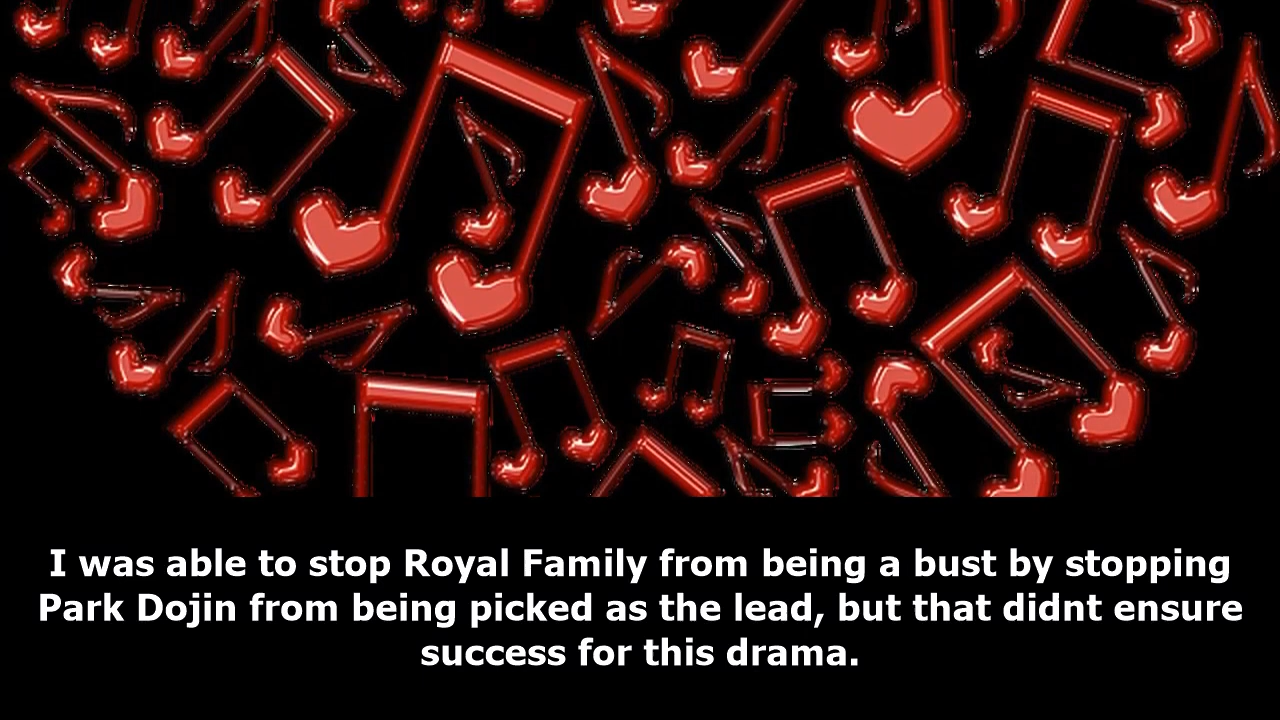 I was able to stop Royal Family from being a bust by stopping
Park Dojin from being picked as the lead, but that didnt ensure
success for this drama.